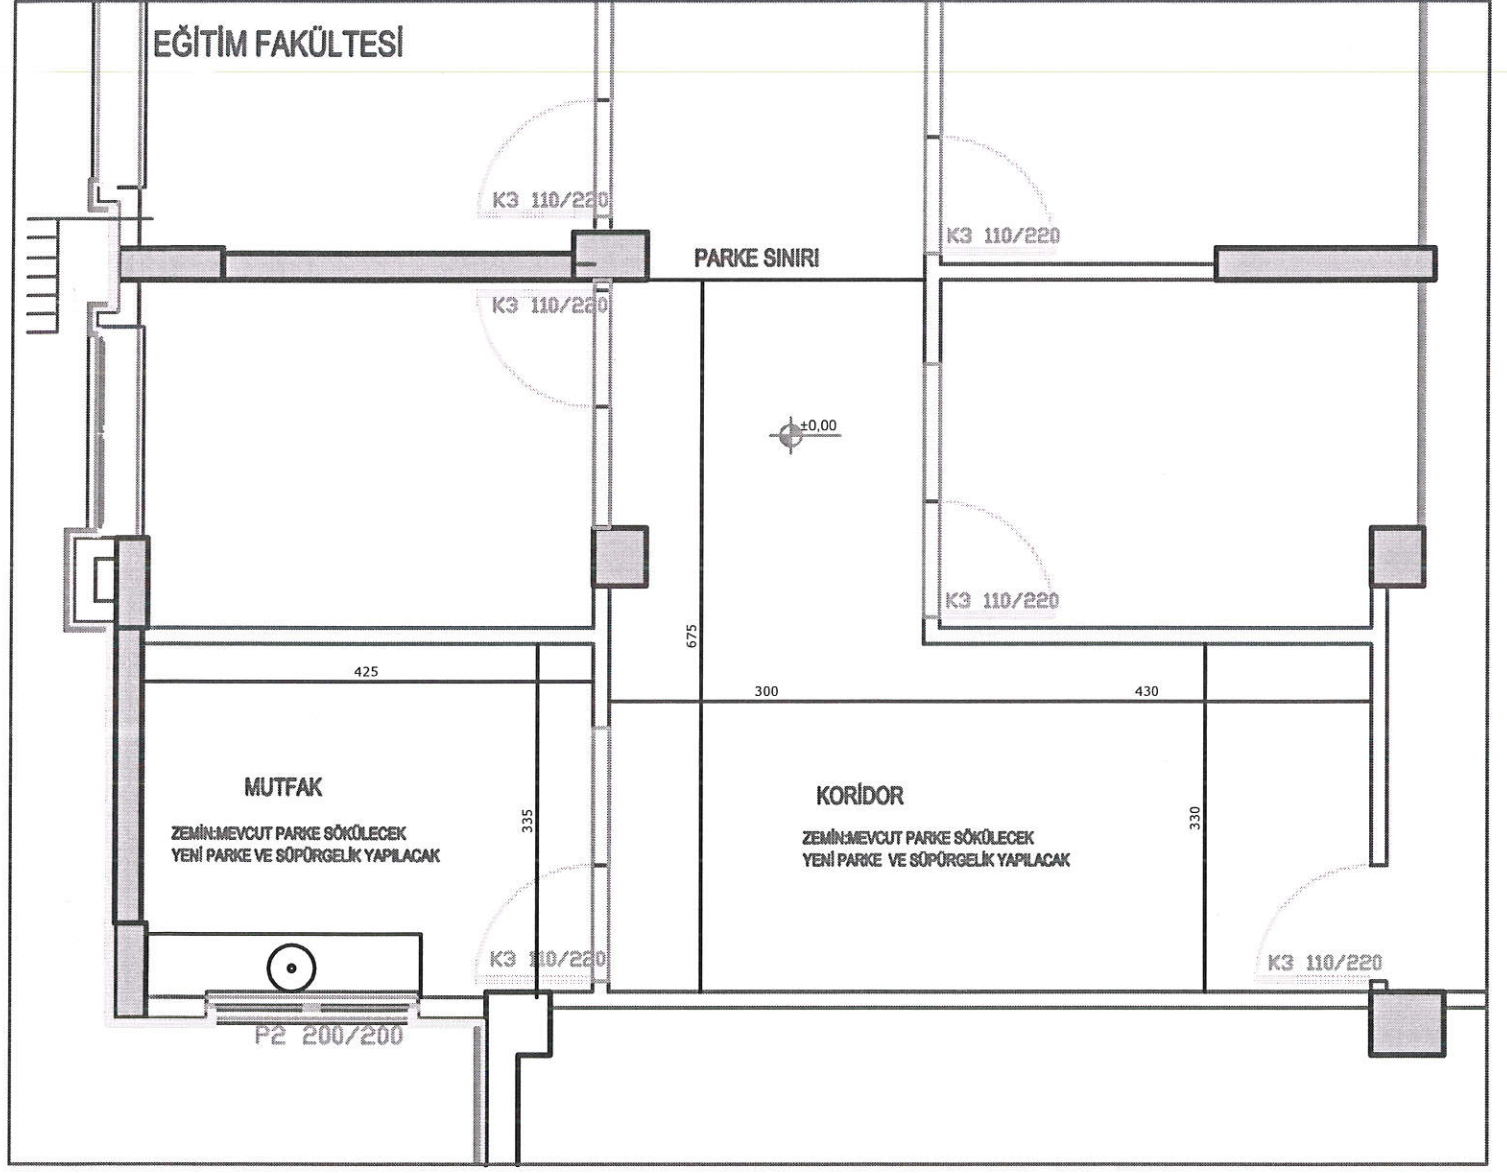 EĞİTİM FAKÜLTESİ
K3 110/220
K3 110/220
PARKE SINIRI
K3 110/220
±0,00
K3 110/220
675
425
300
430
MUTFAK
ZEMİN:MEVCUT PARKE SÖKÜLECEK
YENİ PARKE VE SÜPÜRGELİK YAPILACAK
335
KORİDOR
ZEMİN:MEVCUT PARKE SÖKÜLECEK
YENİ PARKE VE SÜPÜRGELİK YAPILACAK
330
K3 110/220
K3 110/220
P2 200/200